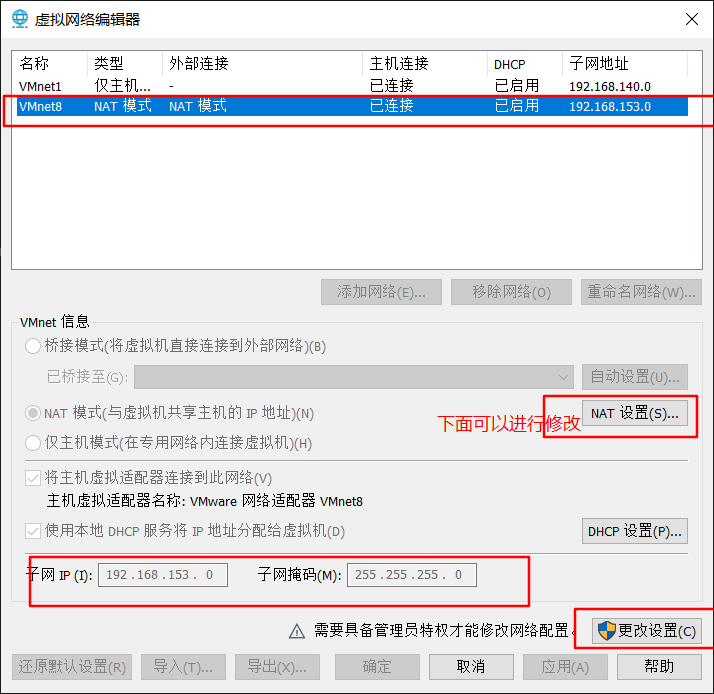 虚拟网络编辑器
名称 类型 外部连接 主机连接 DHCP 子网地址
VMnet1 仅主机... - 已连接 已启用 192.168.140.0
VMnet8 NAT 模式 NAT 模式 已连接 已启用 192.168.153.0
添加网络(E)... 移除网络(O) 重命名网络(W)...
VMnet 信息
桥接模式(将虚拟机直接连接到外部网络)(B)
已桥接至(G): 自动设置(U)...
NAT 模式(与虚拟机共享主机的 IP 地址)(N) NAT 设置(S)...
下面可以进行修改
仅主机模式(在专用网络内连接虚拟机)(H)
将主机虚拟适配器连接到此网络(V)
主机虚拟适配器名称: VMware 网络适配器 VMnet8
使用本地 DHCP 服务将 IP 地址分配给虚拟机(D) DHCP 设置(P)...
子网 IP (I): 192 . 168 . 153 . 0 子网掩码(M): 255 . 255 . 255 . 0
需要具备管理员特权才能修改网络配置。 更改设置(C)
还原默认设置(R) 导入(T)... 导出(X)... 确定 取消 应用(A) 帮助